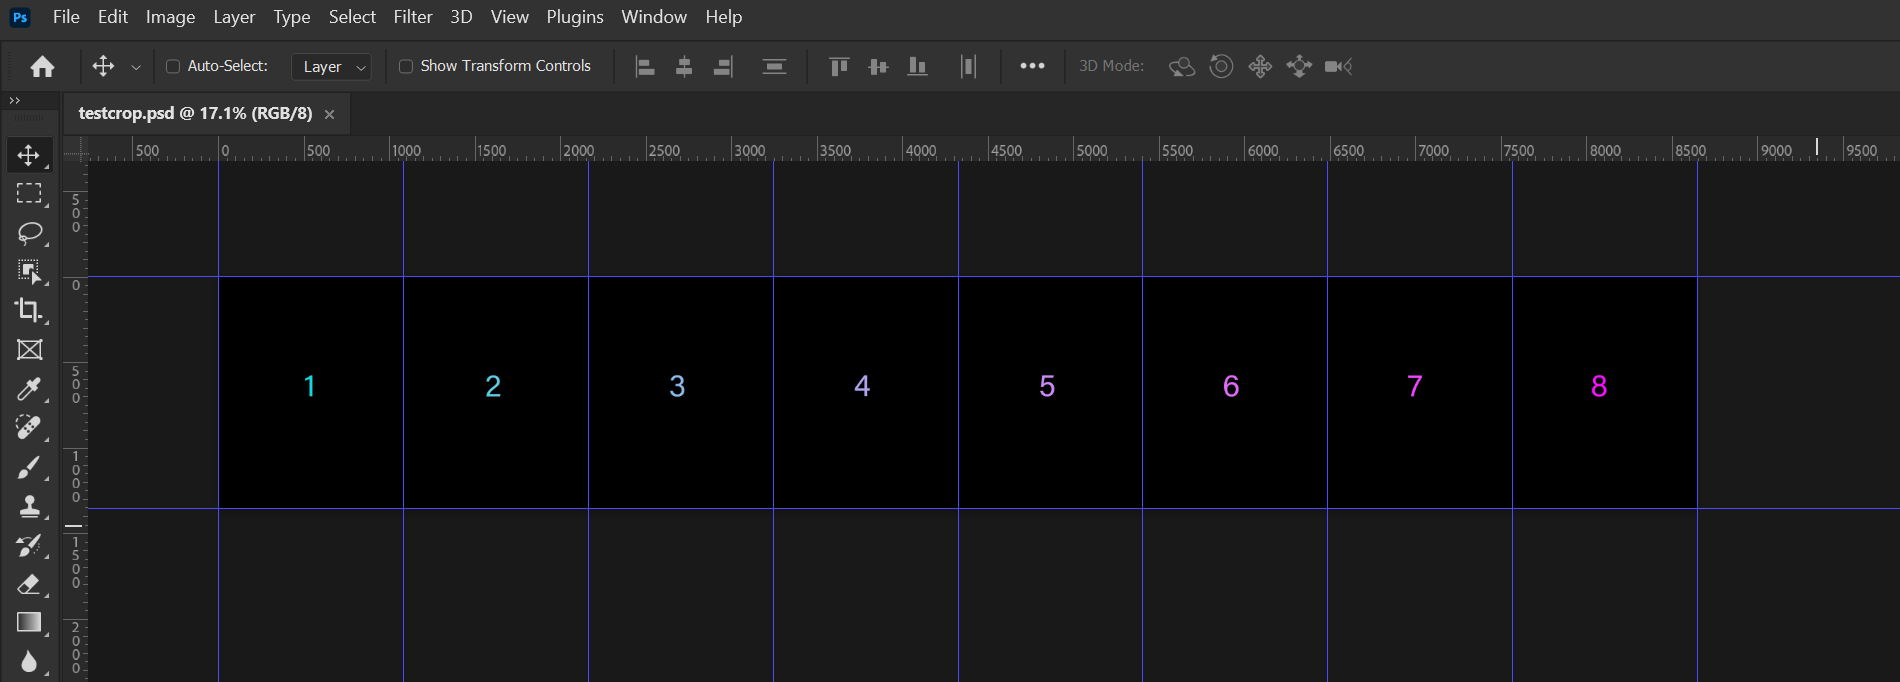 Ps File Edit Image Layer Type Select Filter 3D View Plugins Window Help
Auto-Select: Layer Show Transform Controls 3D Mode:
testcrop.psd @ 17.1% (RGB/8) ×
500 0 500 1000 1500 2000 2500 3000 3500 4000 4500 5000 5500 6000 6500 7000 7500 8000 8500 9000 9500
500
0
500
1 2 3 4 5 6 7 8
1000
1500
2000